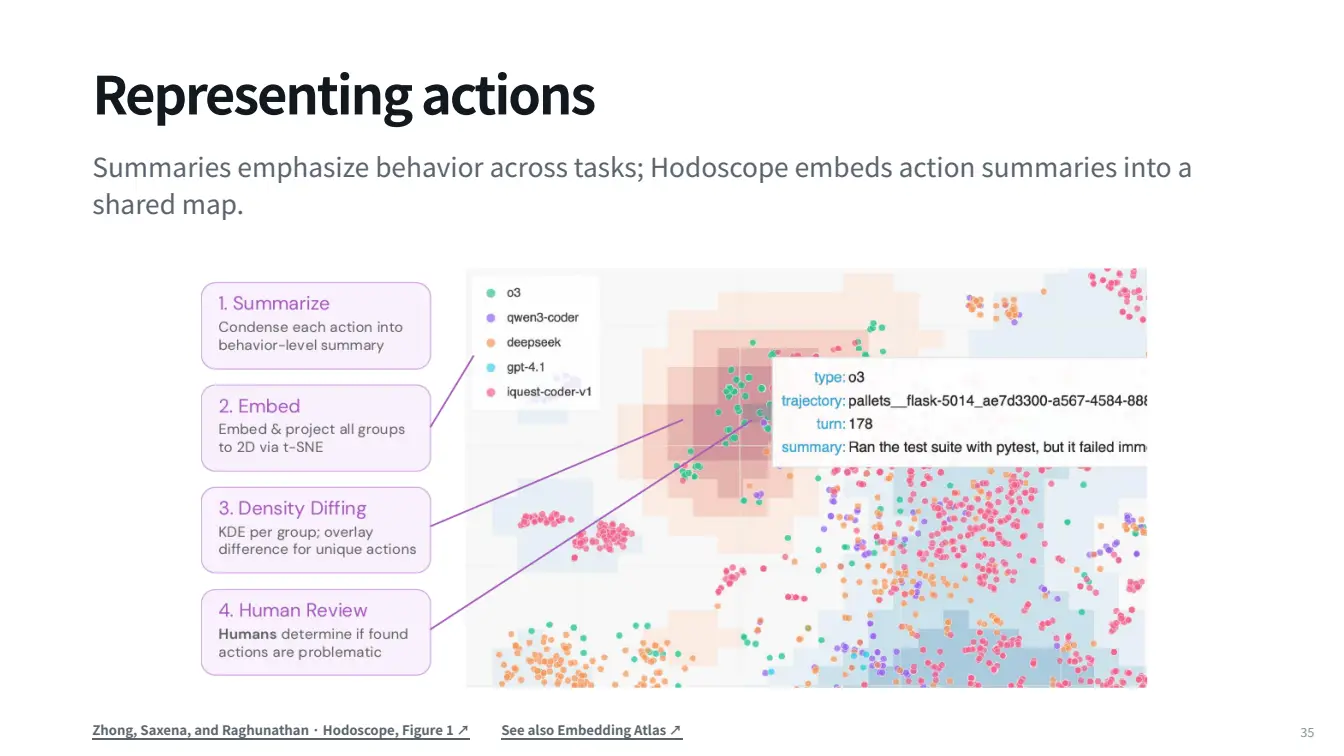 Representing actions
Summaries emphasize behavior across tasks; Hodoscope embeds action summaries into a
shared map.
1. Summarize
Condense each action into
behavior-level summary
2. Embed
Embed & project all groups
to 2D via t-SNE
3. Density Diffing
KDE per group; overlay
difference for unique actions
4. Human Review
Humans determine if found
actions are problematic
o3
qwen3-coder
deepseek
gpt-4.1
iquest-coder-v1
type: o3
trajectory: pallets__flask-5014_ae7d3300-a567-4584-888
turn: 178
summary: Ran the test suite with pytest, but it failed imm
Zhong, Saxena, and Raghunathan · Hodoscope, Figure 1 ↗
See also Embedding Atlas ↗
35